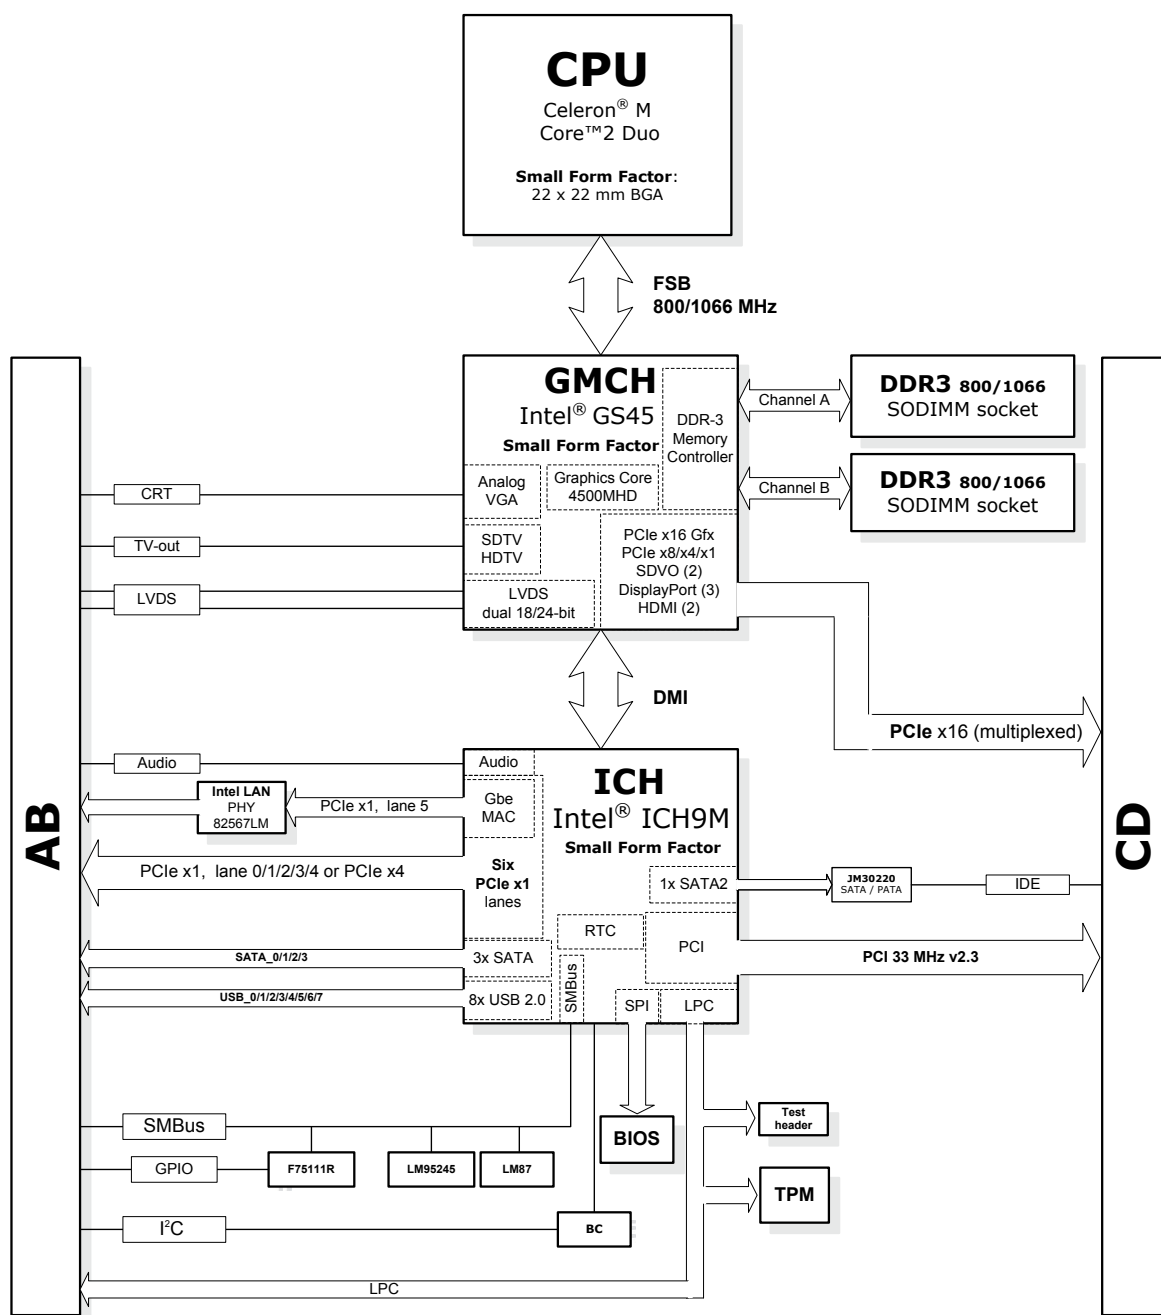 CPU
Celeron® M
Core™2 Duo
Small Form Factor:
22 x 22 mm BGA
FSB
800/1066 MHz
GMCH
Intel® GS45
Small Form Factor
DDR-3
Memory
Controller
Channel A
DDR3 800/1066
SODIMM socket
Channel B
DDR3 800/1066
SODIMM socket
CRT
Analog
VGA
Graphics Core
4500MHD
TV-out
SDTV
HDTV
PCIe x16 Gfx
PCIe x8/x4/x1
SDVO (2)
DisplayPort (3)
HDMI (2)
LVDS
LVDS
dual 18/24-bit
DMI
PCIe x16 (multiplexed)
AB
CD
Audio
Audio
ICH
Intel® ICH9M
Small Form Factor
Intel LAN
PHY
82567LM
PCIe x1, lane 5
Gbe
MAC
PCIe x1, lane 0/1/2/3/4 or PCIe x4
Six
PCIe x1
lanes
1x SATA2
JM30220
SATA / PATA
IDE
RTC
PCI
PCI 33 MHz v2.3
SATA_0/1/2/3
3x SATA
USB_0/1/2/3/4/5/6/7
8x USB 2.0
SMBus
SPI
LPC
SMBus
BIOS
Test
header
GPIO
F75111R
LM95245
LM87
TPM
I²C
BC
LPC